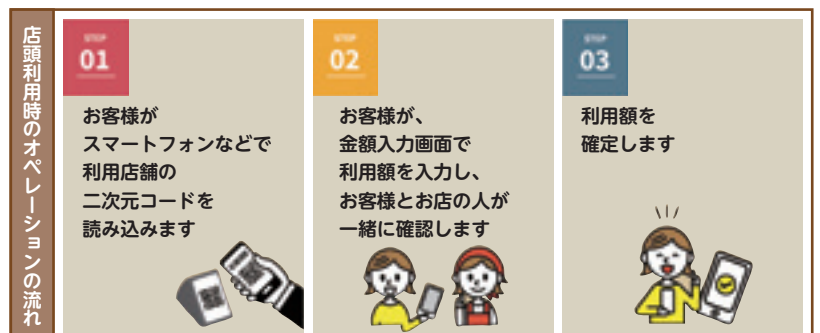 店頭利用時のオペレーションの流れ
STEP
01
お客様が
スマートフォンなどで
利用店舗の
二次元コードを
読み込みます
STEP
02
お客様が、
金額入力画面で
利用額を入力し、
お客様とお店の人が
一緒に確認します
STEP
03
利用額を
確定します